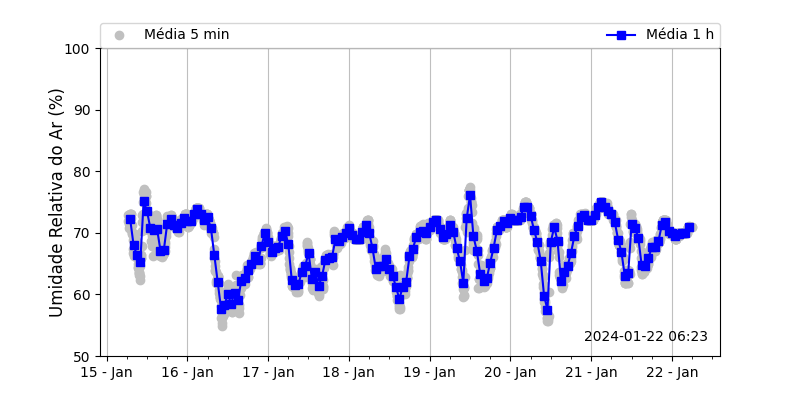 Média 5 min
Média 1 h
Umidade Relativa do Ar (%)
100
90
80
70
60
50
2024-01-22 06:23
15 - Jan
16 - Jan
17 - Jan
18 - Jan
19 - Jan
20 - Jan
21 - Jan
22 - Jan